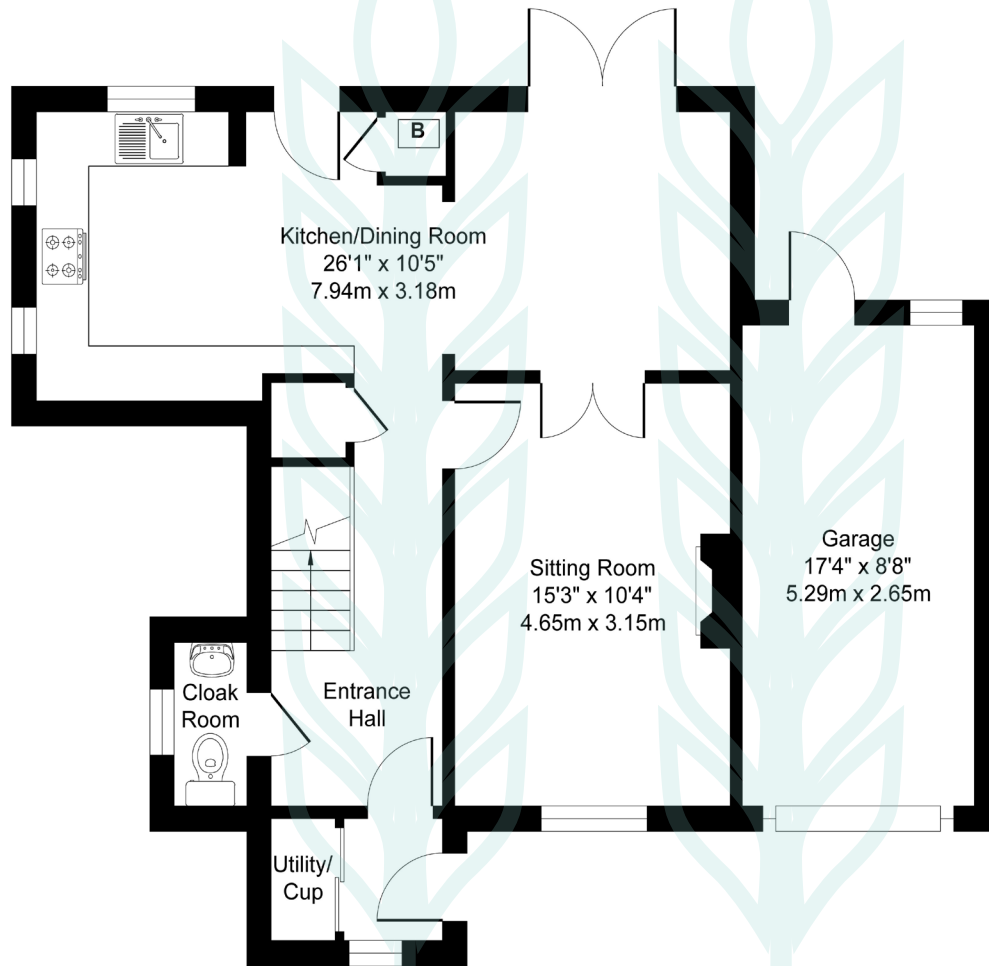 B
Kitchen/Dining Room
26'1" x 10'5"
7.94m x 3.18m
Garage
17'4" x 8'8"
5.29m x 2.65m
Sitting Room
15'3" x 10'4"
4.65m x 3.15m
Cloak
Room
Entrance
Hall
Utility/
Cup